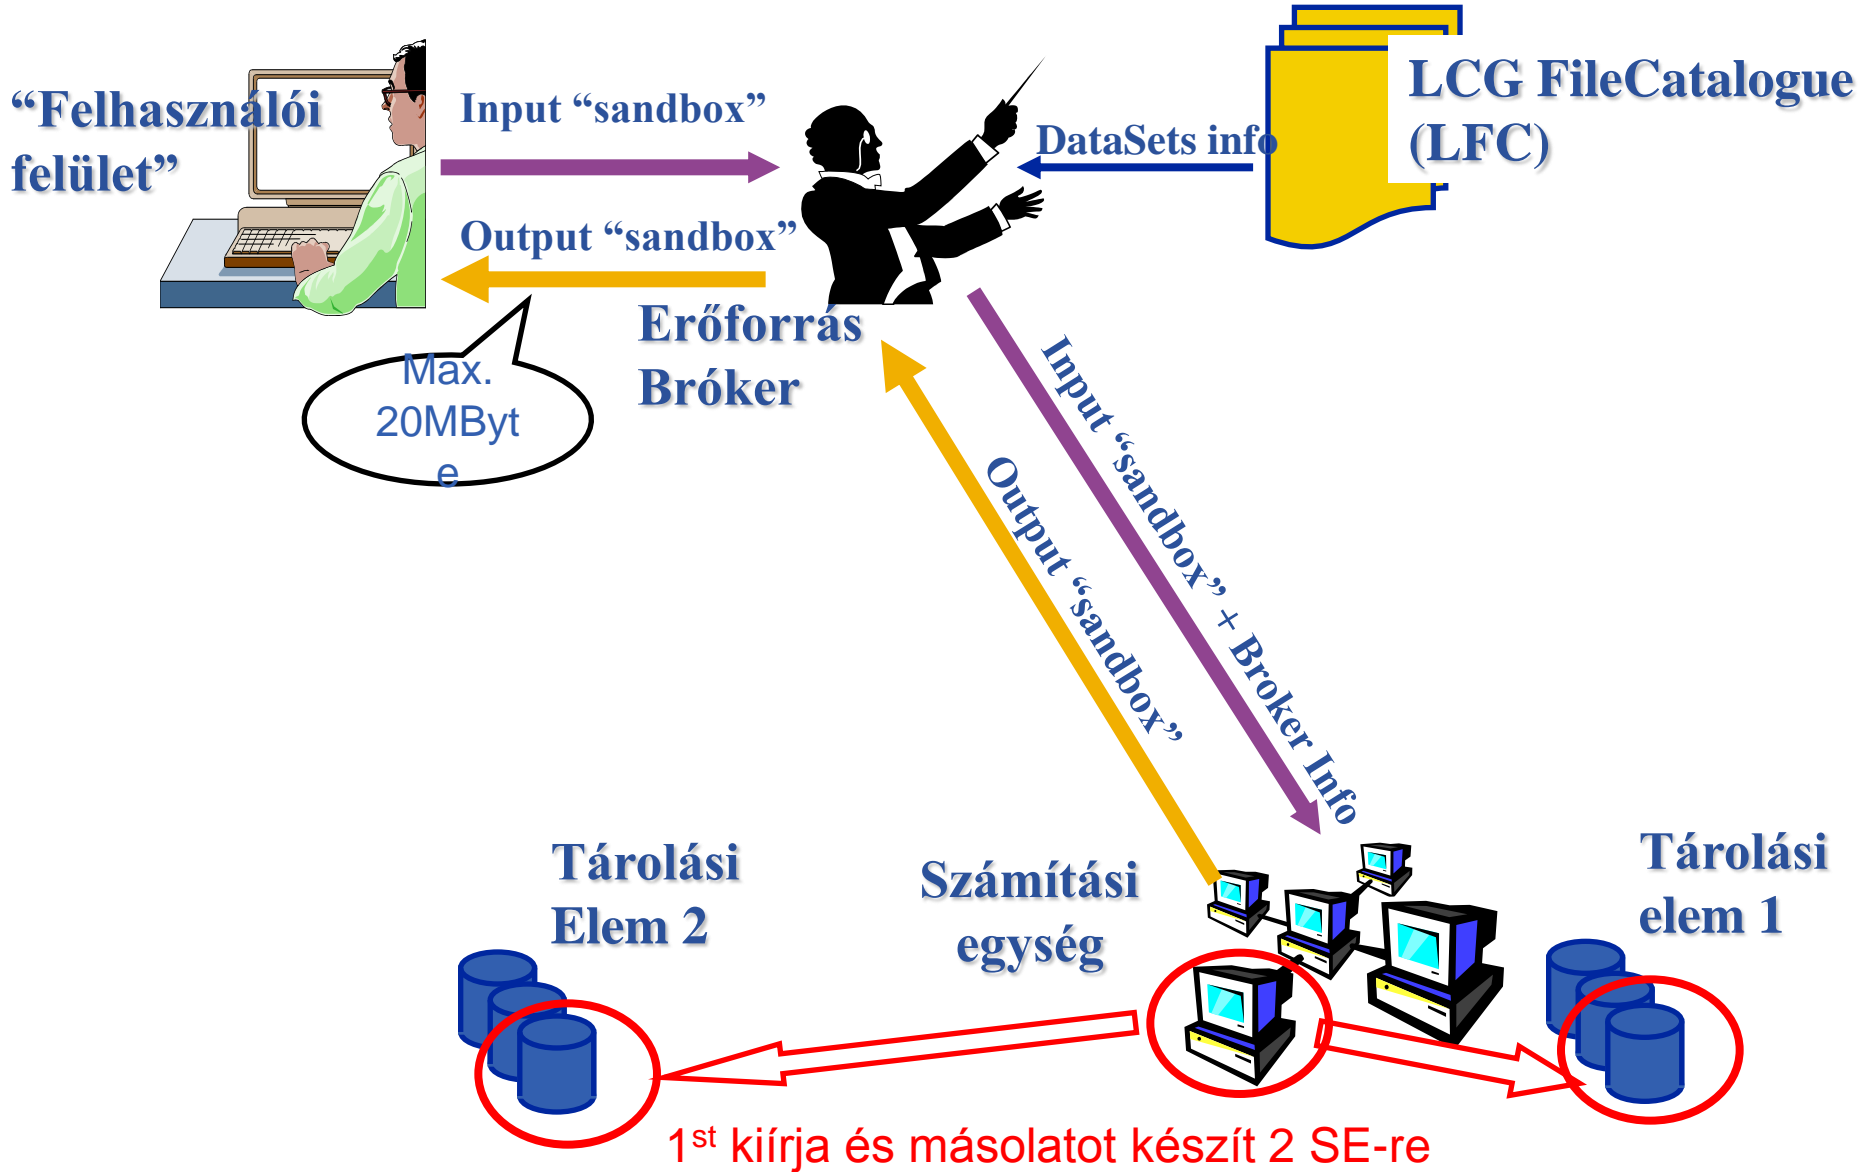 “Felhasználói
felület”
Input “sandbox”
Output “sandbox”
DataSets info
LCG FileCatalogue
(LFC)
Erőforrás
Bróker
Max.
20MByt
e
Input “sandbox” + Broker Info
Output “sandbox”
Tárolási
Elem 2
Számítási
egység
Tárolási
elem 1
1st kiírja és másolatot készít 2 SE-re